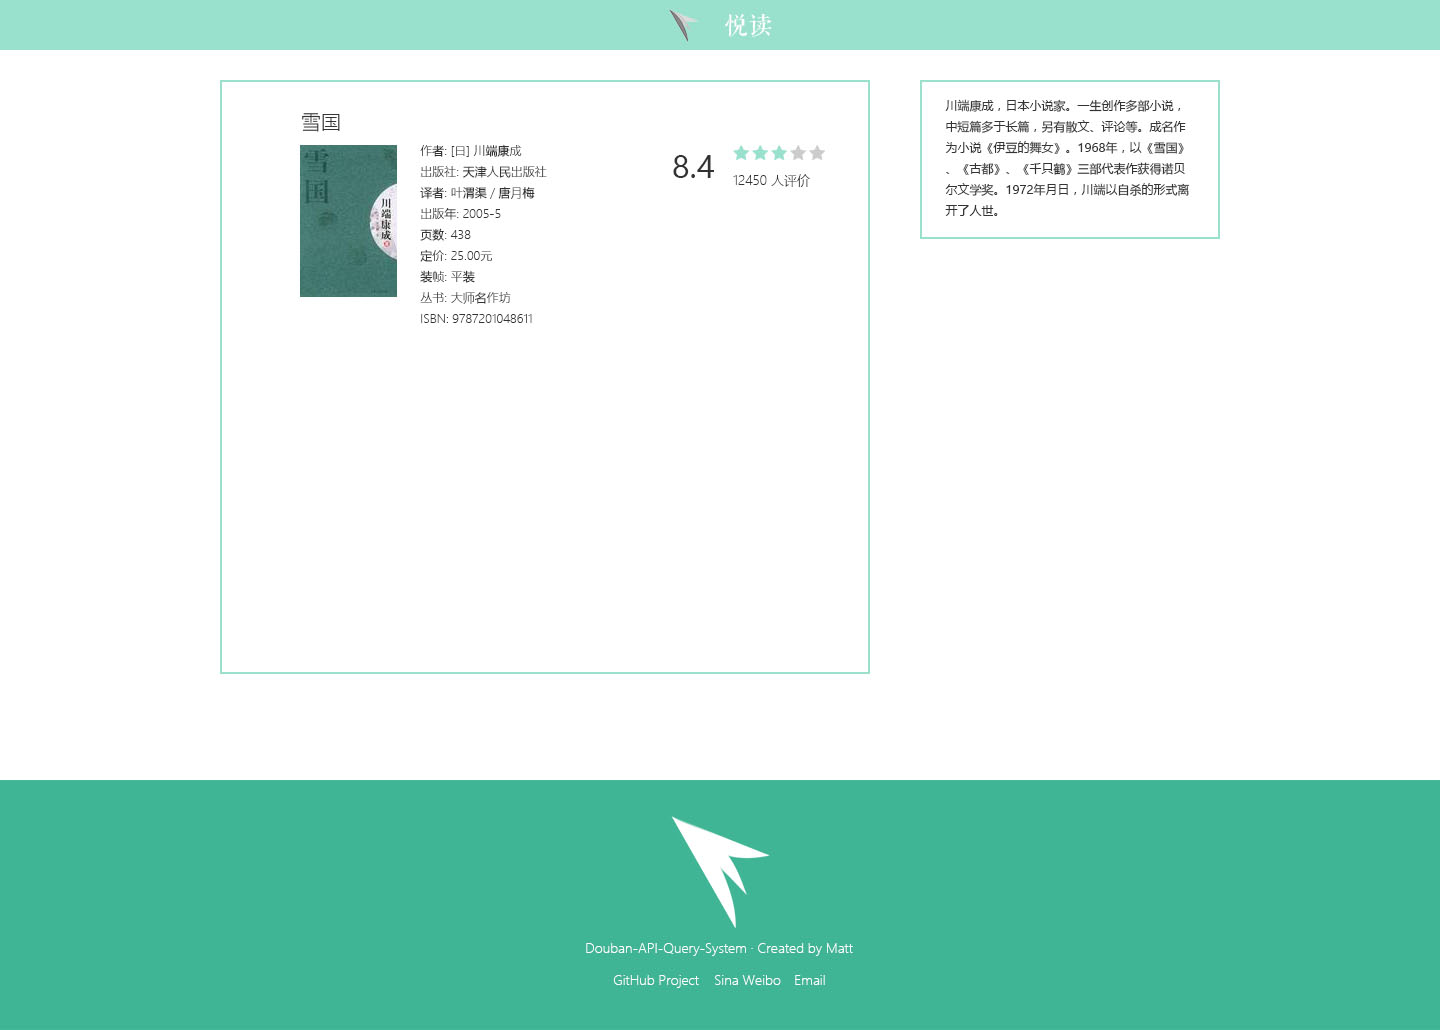 悦读
雪国
雪国
川端康成
作者: [日] 川端康成
出版社: 天津人民出版社
译者: 叶渭渠 / 唐月梅
出版年: 2005-5
页数: 438
定价: 25.00元
装帧: 平装
丛书: 大师名作坊
ISBN: 9787201048611
8.4
12450 人评价
川端康成，日本小说家。一生创作多部小说，
中短篇多于长篇，另有散文、评论等。成名作
为小说《伊豆的舞女》。1968年，以《雪国》
、《古都》、《千只鹤》三部代表作获得诺贝
尔文学奖。1972年月日，川端以自杀的形式离
开了人世。
Douban-API-Query-System · Created by Matt
GitHub Project Sina Weibo Email